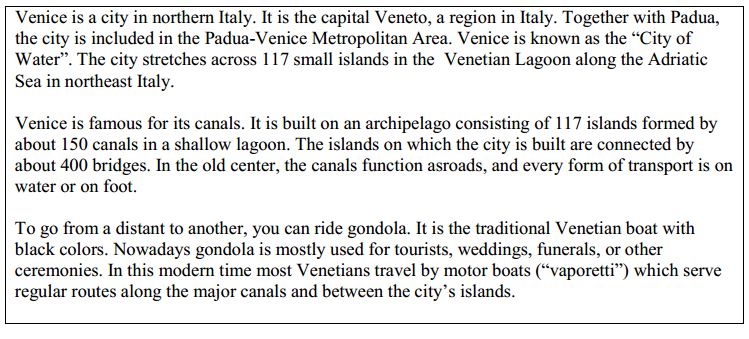 Venice is a city in northern Italy. It is the capital Veneto, a region in Italy. Together with Padua,
the city is included in the Padua-Venice Metropolitan Area. Venice is known as the “City of
Water”. The city stretches across 117 small islands in the  Venetian Lagoon along the Adriatic
Sea in northeast Italy.
Venice is famous for its canals. It is built on an archipelago consisting of 117 islands formed by
about 150 canals in a shallow lagoon. The islands on which the city is built are connected by
about 400 bridges. In the old center, the canals function asroads, and every form of transport is on
water or on foot.
To go from a distant to another, you can ride gondola. It is the traditional Venetian boat with
black colors. Nowadays gondola is mostly used for tourists, weddings, funerals, or other
ceremonies. In this modern time most Venetians travel by motor boats (“vaporetti”) which serve
regular routes along the major canals and between the city’s islands.